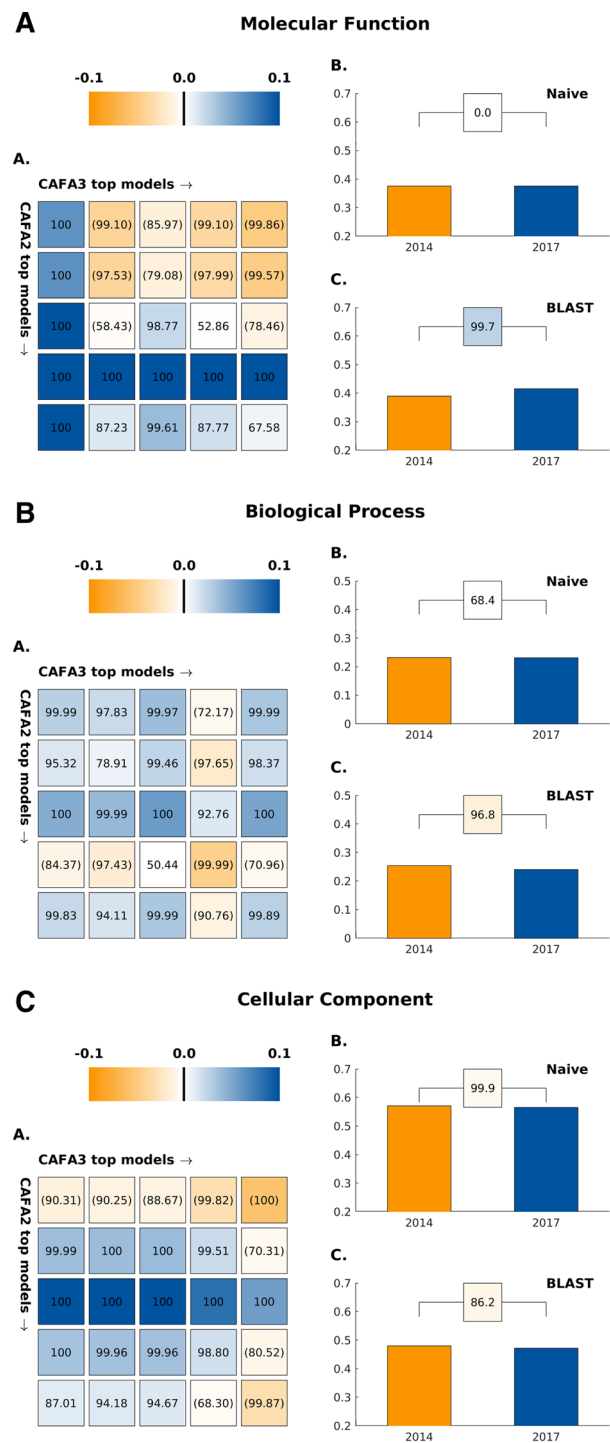 A
Molecular Function
-0.1 0.0 0.1
A.
CAFA3 top models →
CAFA2 top models →
100 (99.10) (85.97) (99.10) (99.86)
100 (97.53) (79.08) (97.99) (99.57)
100 (58.43) 98.77 52.86 (78.46)
100 100 100 100 100
100 87.23 99.61 87.77 67.58
B.
Naive
0.7
0.6
0.5
0.4
0.3
0.2
0.0
2014 2017
C.
BLAST
0.7
0.6
0.5
0.4
0.3
0.2
99.7
2014 2017
B
Biological Process
-0.1 0.0 0.1
A.
CAFA3 top models →
CAFA2 top models →
99.99 97.83 99.97 (72.17) 99.99
95.32 78.91 99.46 (97.65) 98.37
100 99.99 100 92.76 100
(84.37) (97.43) 50.44 (99.99) (70.96)
99.83 94.11 99.99 (90.76) 99.89
B.
Naive
0.5
0.4
0.3
0.2
0.1
0
68.4
2014 2017
C.
BLAST
0.5
0.4
0.3
0.2
0.1
0
96.8
2014 2017
C
Cellular Component
-0.1 0.0 0.1
A.
CAFA3 top models →
CAFA2 top models →
(90.31) (90.25) (88.67) (99.82) (100)
99.99 100 100 99.51 (70.31)
100 100 100 100 100
100 99.96 99.96 98.80 (80.52)
87.01 94.18 94.67 (68.30) (99.87)
B.
Naive
0.7
0.6
0.5
0.4
0.3
0.2
99.9
2014 2017
C.
BLAST
0.7
0.6
0.5
0.4
0.3
0.2
86.2
2014 2017